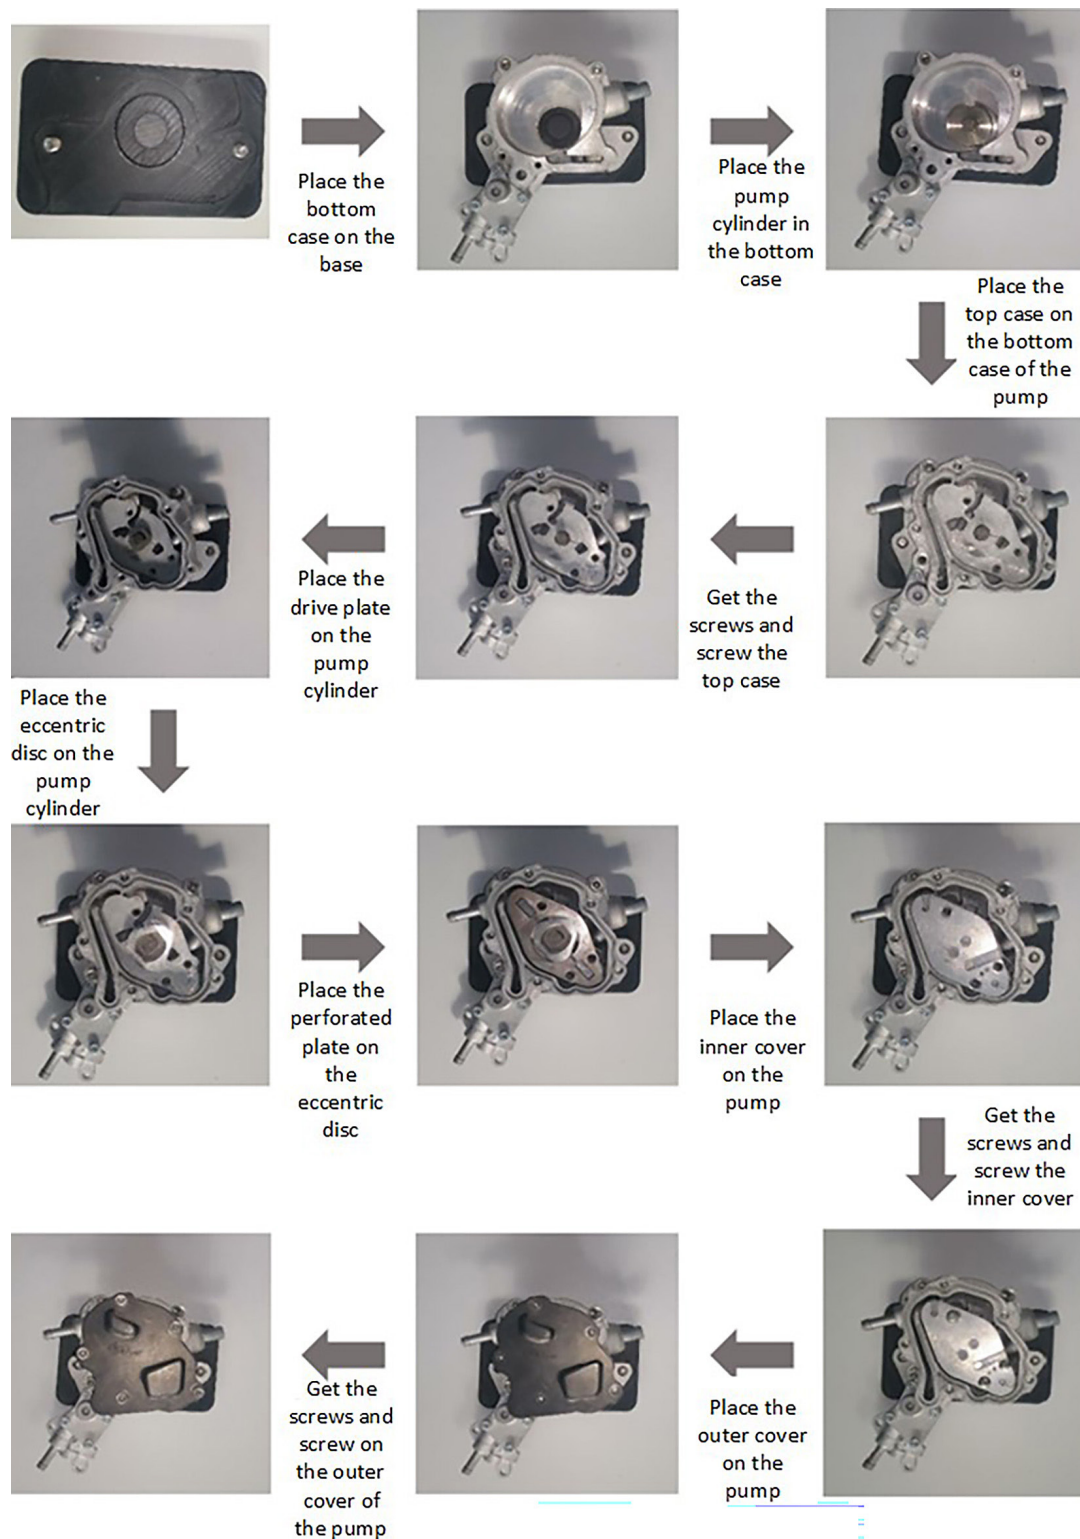 Place the
bottom
case on the
base
Place the
pump
cylinder in
the bottom
case
Place the
top case on
the bottom
case of the
pump
Get the
screws and
screw the
top case
Place the
drive plate
on the
pump
cylinder
Place the
eccentric
disc on the
pump
cylinder
Place the
perforated
plate on
the
eccentric
disc
Place the
inner cover
on the
pump
Get the
screws and
screw the
inner cover
Place the
outer cover
on the
pump
Get the
screws and
screw on
the outer
cover of
the pump